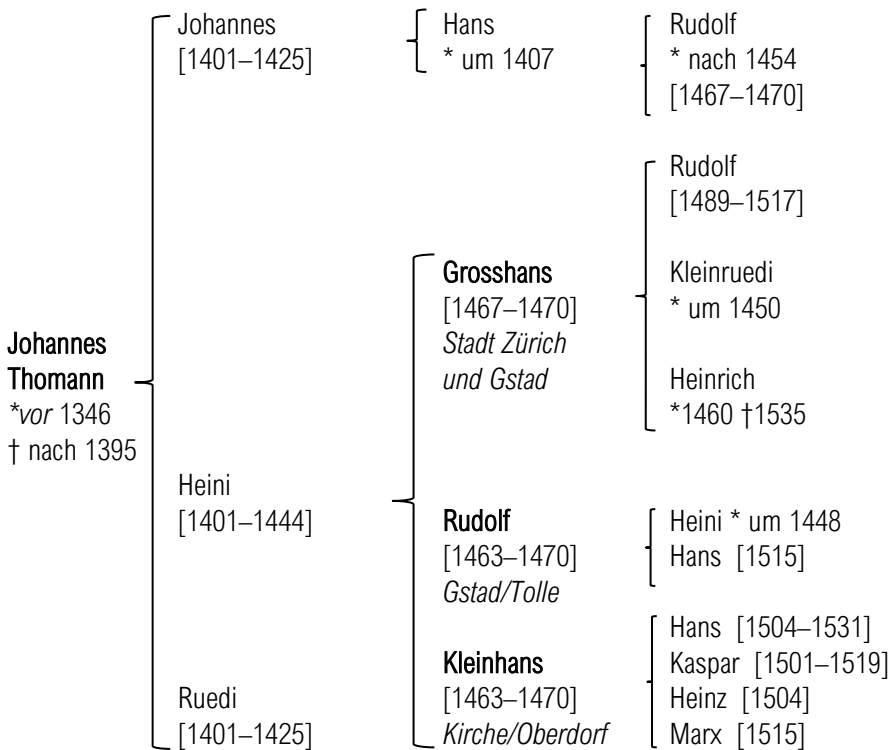 Johannes
Thomann
*vor 1346
† nach 1395
Johannes
[1401–1425]
Heini
[1401–1444]
Ruedi
[1401–1425]
Hans
* um 1407
Grosshans
[1467–1470]
Stadt Zürich
und Gstad
Rudolf
[1463–1470]
Gstad/Tolle
Kleinhans
[1463–1470]
Kirche/Oberdorf
Rudolf
* nach 1454
[1467–1470]
Rudolf
[1489–1517]
Kleinruedi
* um 1450
Heinrich
*1460 †1535
Heini * um 1448
Hans [1515]
Hans [1504–1531]
Kaspar [1501–1519]
Heinz [1504]
Marx [1515]